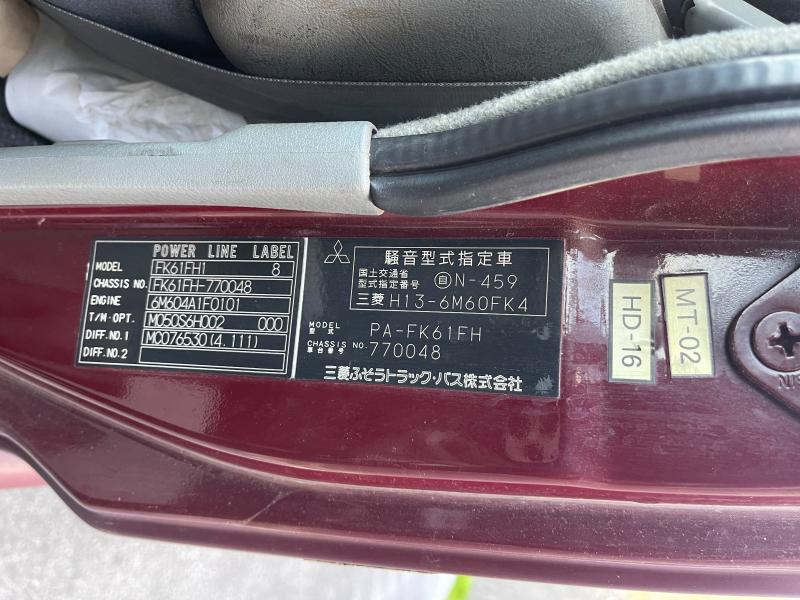 POWER LINE LABEL
MODEL FK61FH1 8
CHASSIS NO. FK61FH-770048
ENGINE 6M604A1F0101
T/M・OPT. M050S6H002 000
DIFF.NO.1 MC076530(4.111)
DIFF.NO.2
騒音型式指定車
国土交通省
型式指定番号 自N-459
三菱 H13-6M60FK4
MODEL
型式 PA-FK61FH
CHASSIS NO.
車台番号 770048
三菱ふそうトラック・バス株式会社
HD-16
MT-02